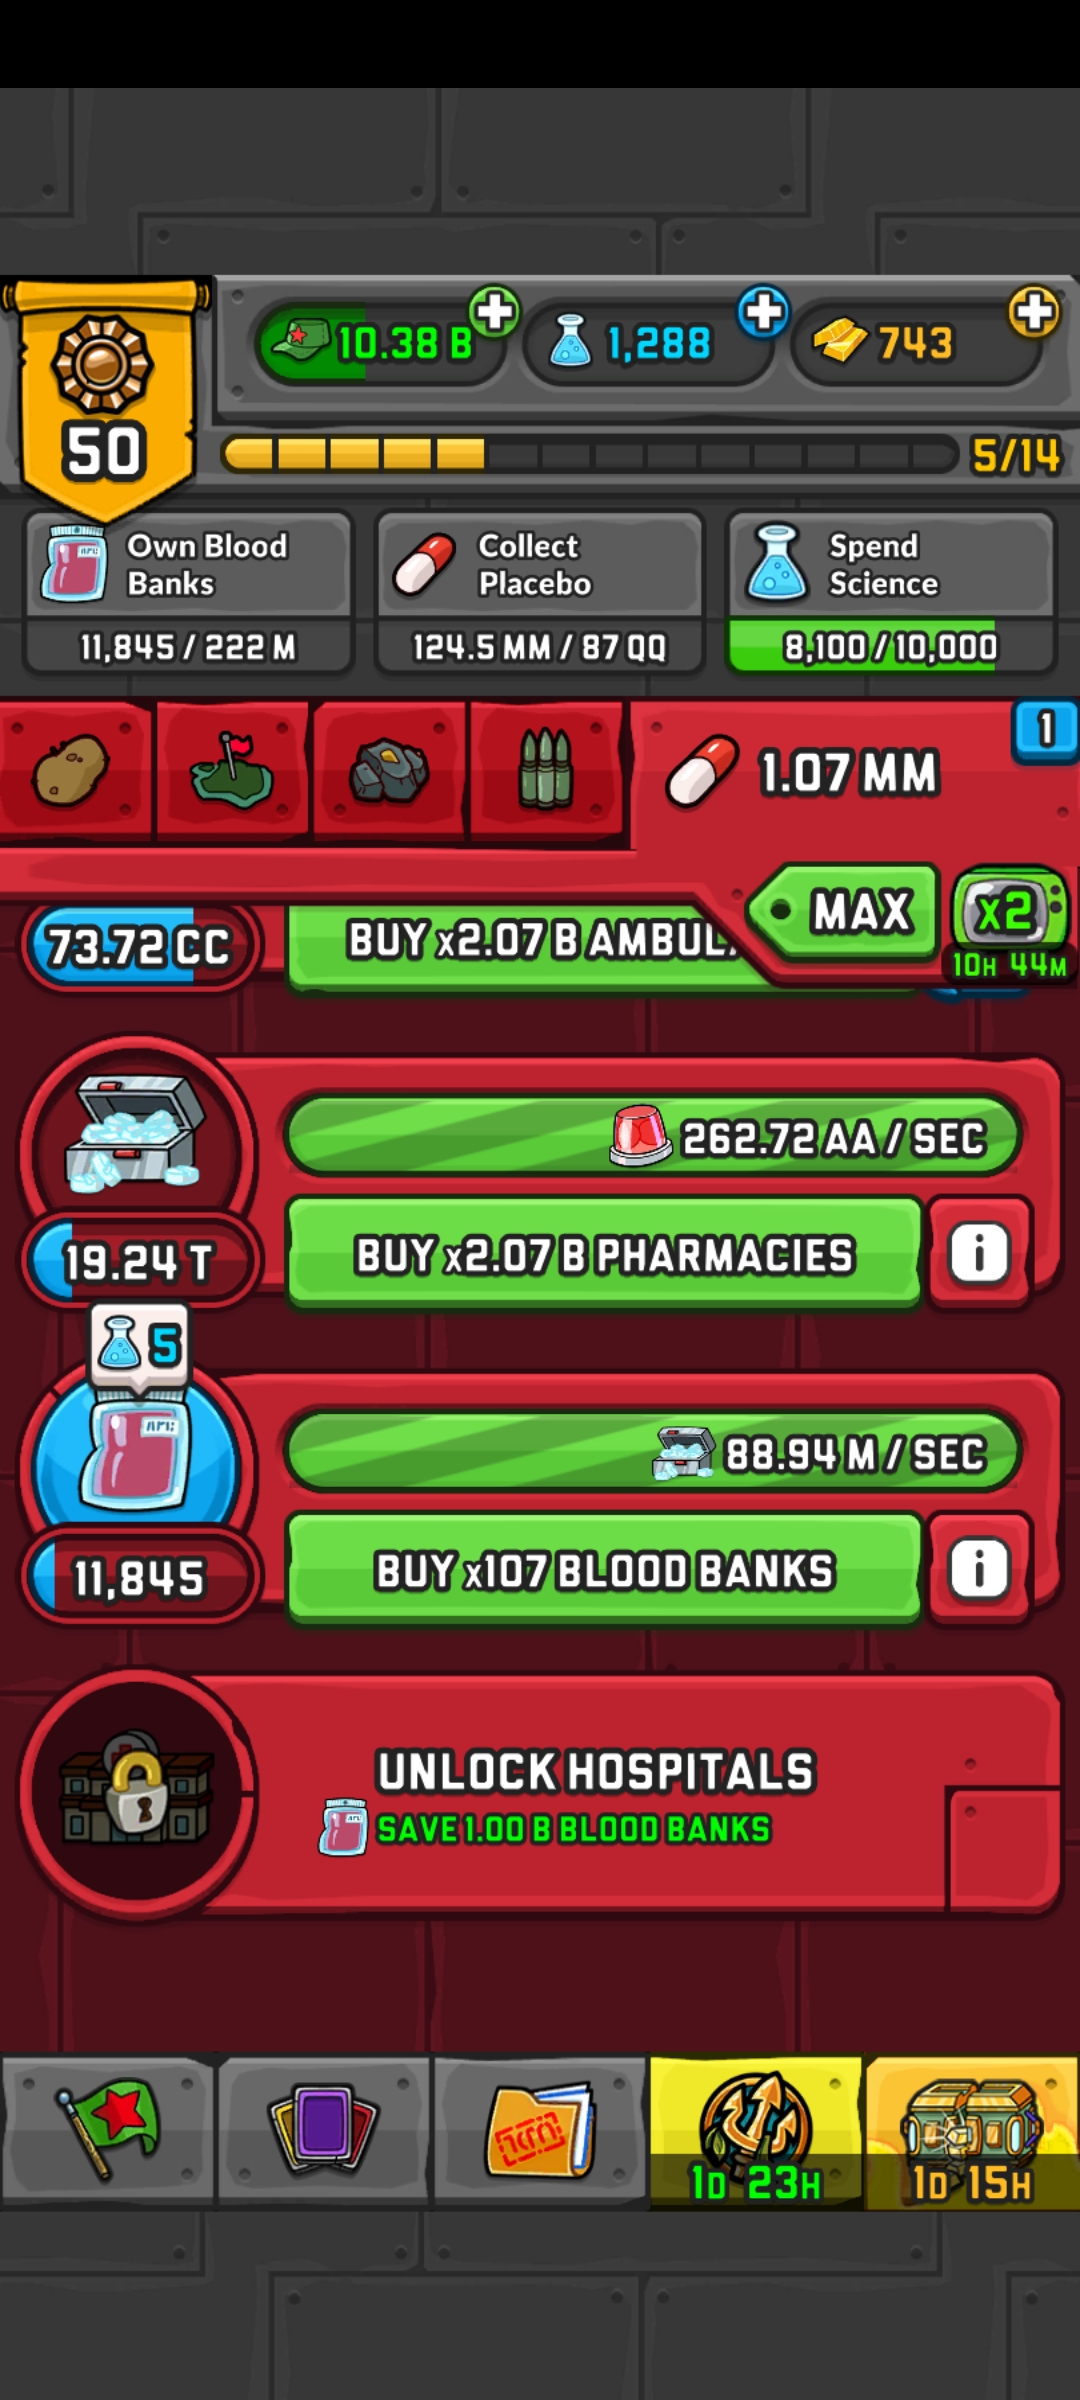 10.38 B
1,288
743
50
5/14
Own Blood
Banks
11,845 / 222 M
Collect
Placebo
124.5 MM / 87 QQ
Spend
Science
8,100 / 10,000
1.07 MM
1
MAX
x2
10H 44M
73.72 CC
BUY x2.07 B AMBUL
262.72 AA / SEC
19.24 T
BUY x2.07 B PHARMACIES
i
5
88.94 M / SEC
11,845
BUY x107 BLOOD BANKS
i
UNLOCK HOSPITALS
SAVE 1.00 B BLOOD BANKS
1D 23H
1D 15H